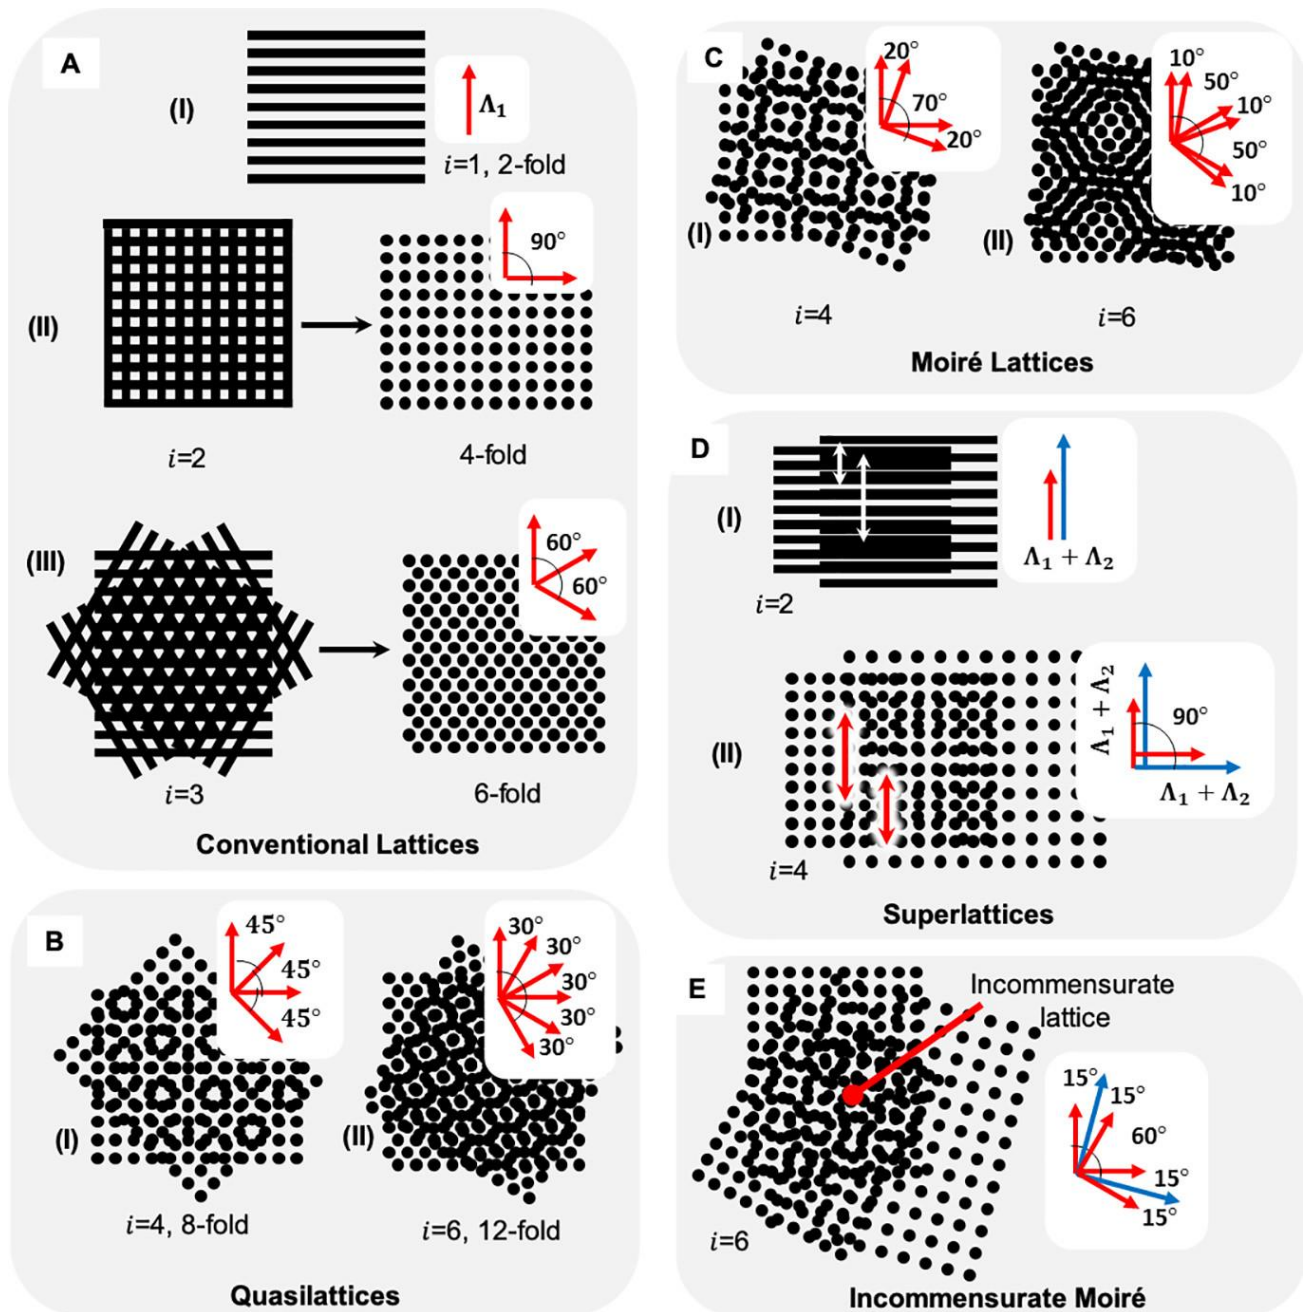 A
(I)
Λ₁
i=1, 2-fold
(II)
90°
i=2
4-fold
(III)
60°
60°
i=3
6-fold
Conventional Lattices
B
45°
45°
45°
(I)
i=4, 8-fold
30°
30°
30°
30°
30°
(II)
i=6, 12-fold
Quasilattices
C
20°
70°
20°
(I)
i=4
10°
50°
10°
50°
10°
(II)
i=6
Moiré Lattices
D
(I)
Λ₁ + Λ₂
i=2
(II)
Λ₁ + Λ₂
90°
Λ₁ + Λ₂
i=4
Superlattices
E
Incommensurate
lattice
15°
15°
60°
15°
15°
i=6
Incommensurate Moiré